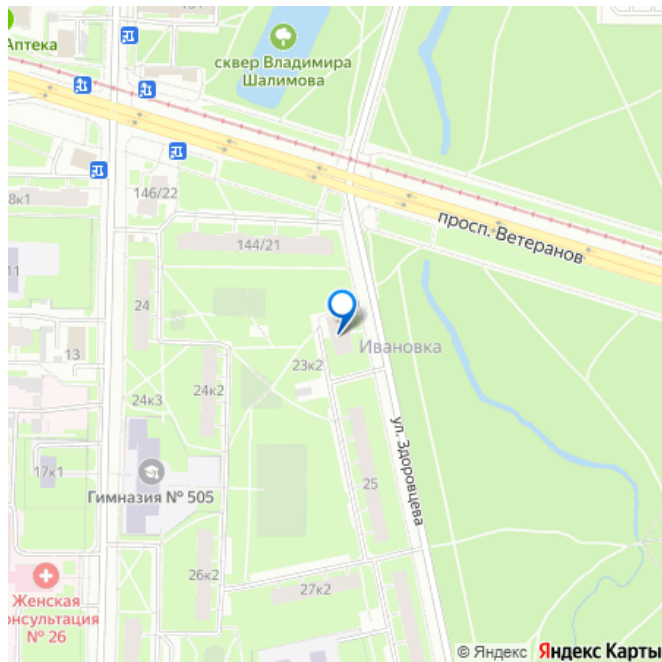 Аптека
сквер Владимира
Шалимова
146/22
8к1
просп. Ветеранов
144/21
11
24
13
Ивановка
23к2
24к2
24к3
ул. Здоровцева
17к1
Гимназия № 505
25
26к2
27к2
Женская
консультация
№ 26
© Яндекс Яндекс Карты